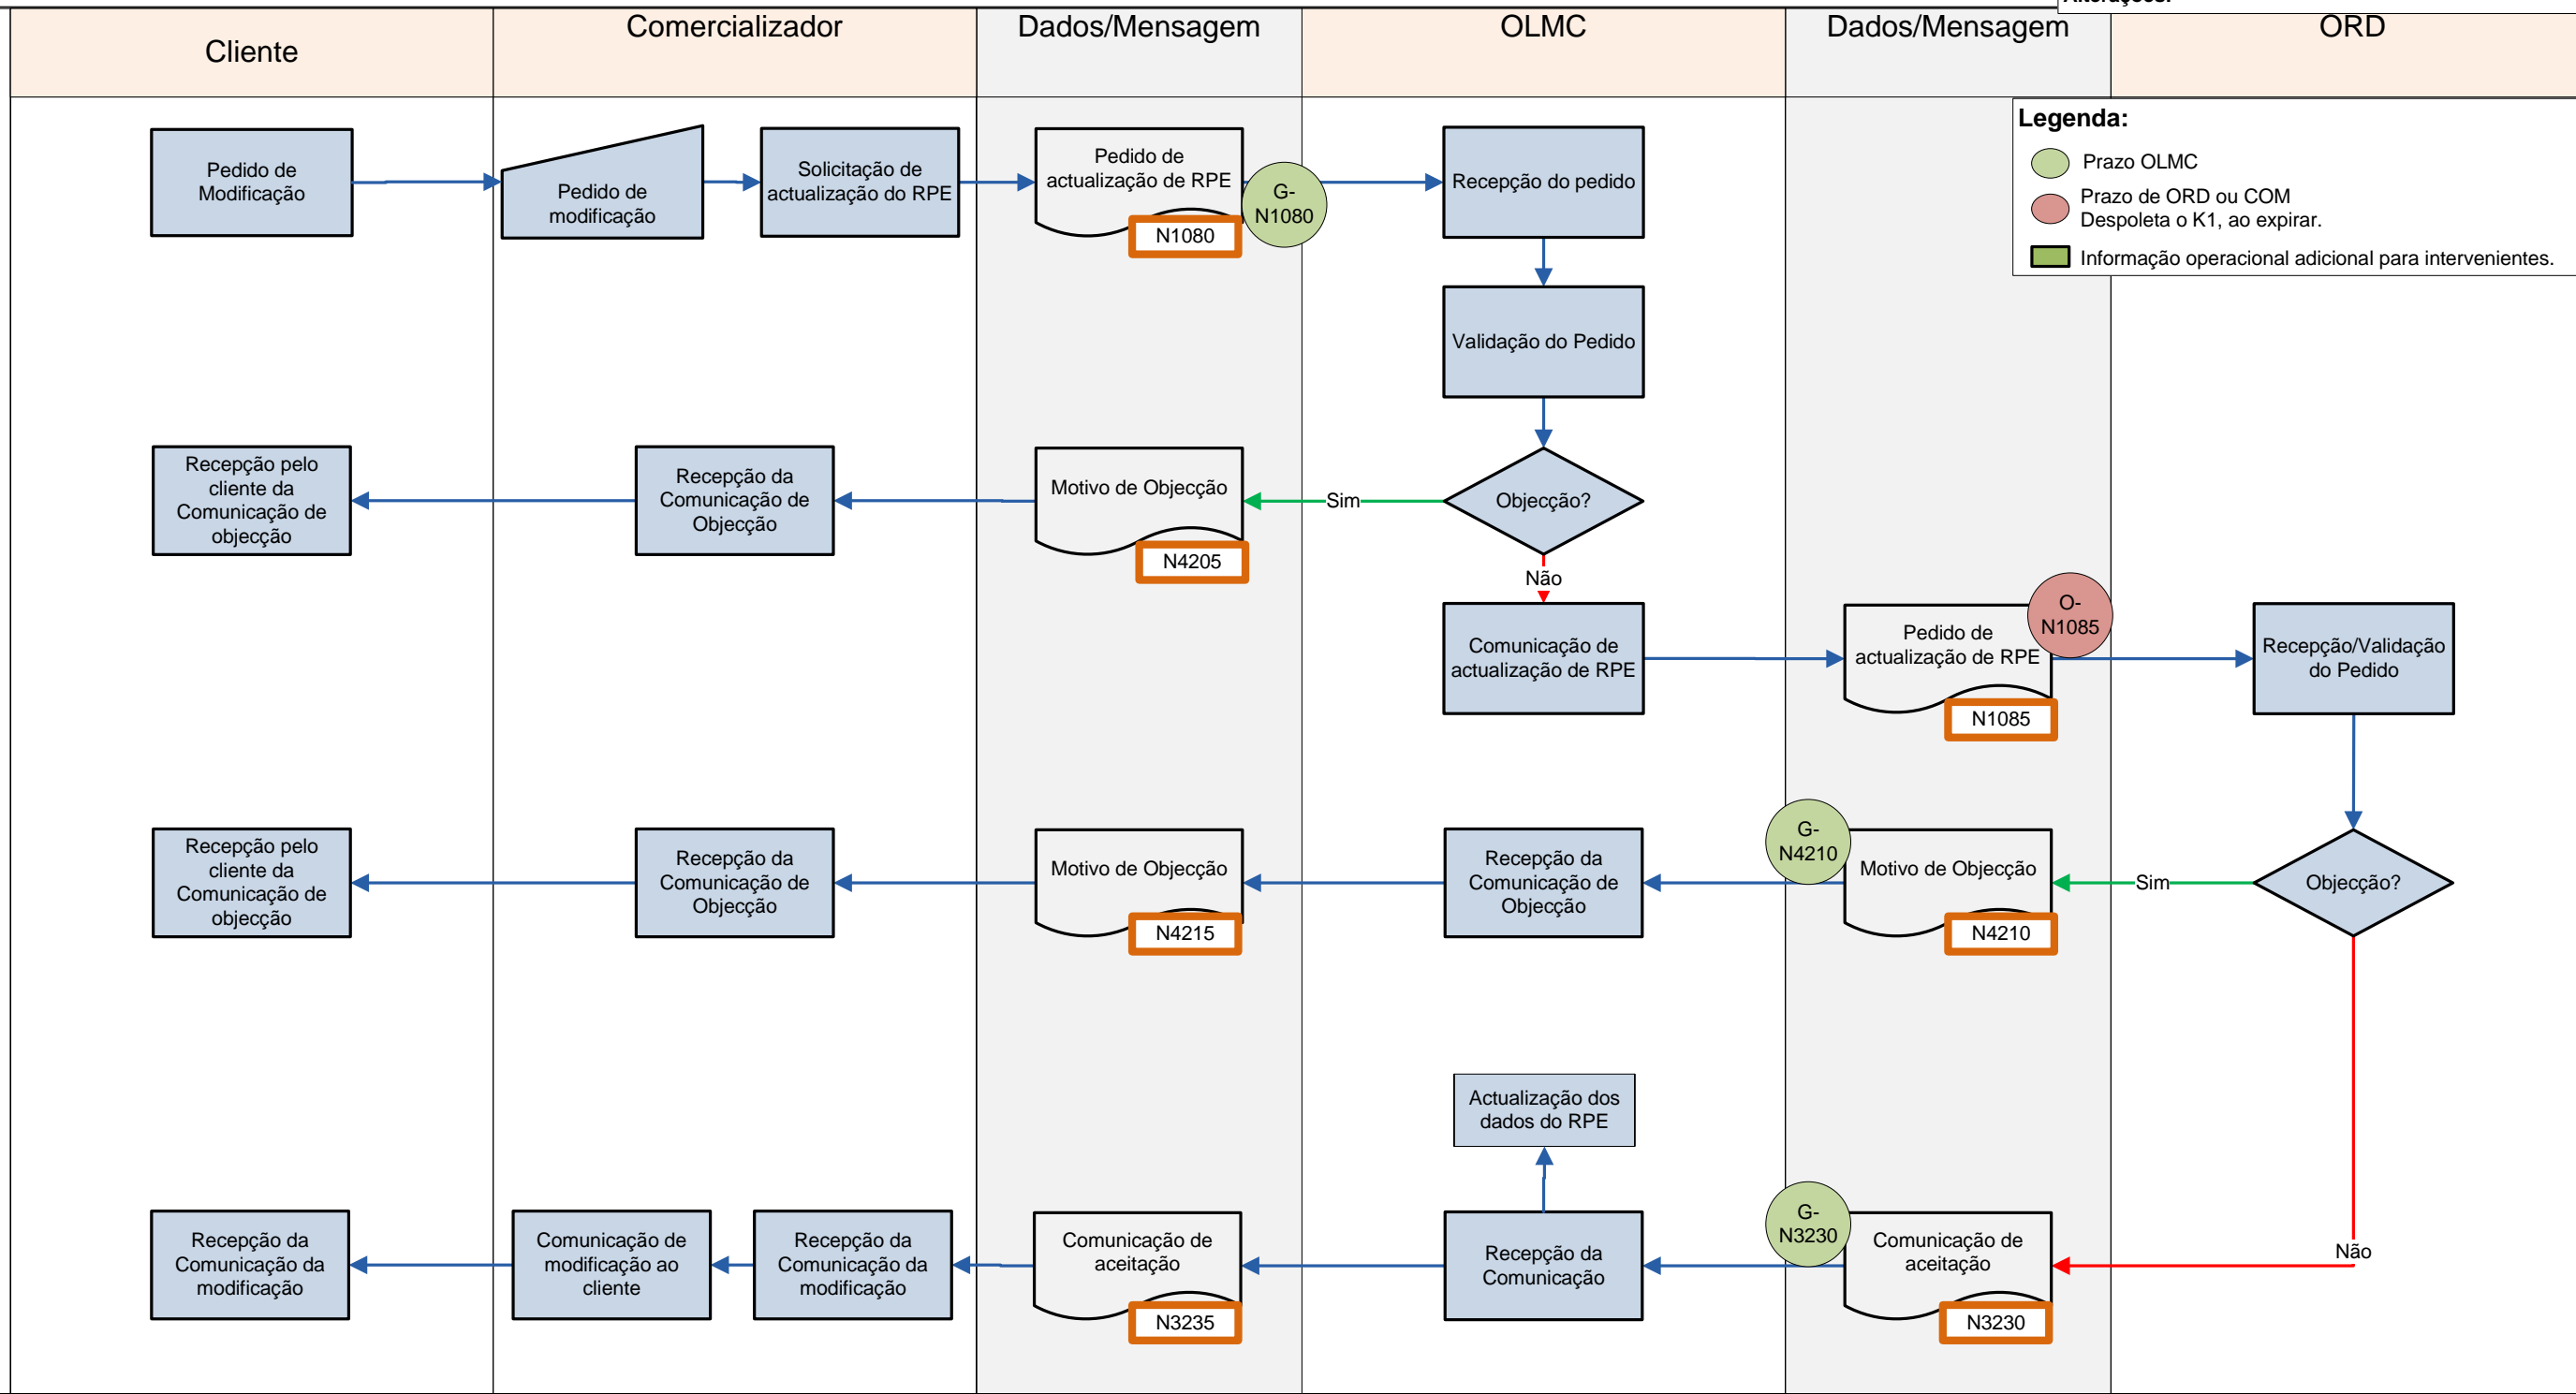 Alterações:
Cliente
Comercializador
Dados/Mensagem
OLMC
Dados/Mensagem
ORD
Legenda:
Prazo OLMC
Prazo de ORD ou COM
Despoleta o K1, ao expirar.
Informação operacional adicional para intervenientes.
Pedido de
Modificação
Pedido de
modificação
Solicitação de
actualização do RPE
Pedido de
actualização de RPE
N1080
G-
N1080
Recepção do pedido
Validação do Pedido
Recepção pelo
cliente da
Comunicação de
objecção
Recepção da
Comunicação de
Objecção
Motivo de Objecção
N4205
Sim
Objecção?
Não
Comunicação de
actualização de RPE
Pedido de
actualização de RPE
N1085
O-
N1085
Recepção/Validação
do Pedido
Recepção pelo
cliente da
Comunicação de
objecção
Recepção da
Comunicação de
Objecção
Motivo de Objecção
N4215
Recepção da
Comunicação de
Objecção
G-
N4210
Motivo de Objecção
N4210
Sim
Objecção?
Não
Actualização dos
dados do RPE
Recepção da
Comunicação da
modificação
Comunicação de
modificação ao
cliente
Recepção da
Comunicação da
modificação
Comunicação de
aceitação
N3235
Recepção da
Comunicação
G-
N3230
Comunicação de
aceitação
N3230